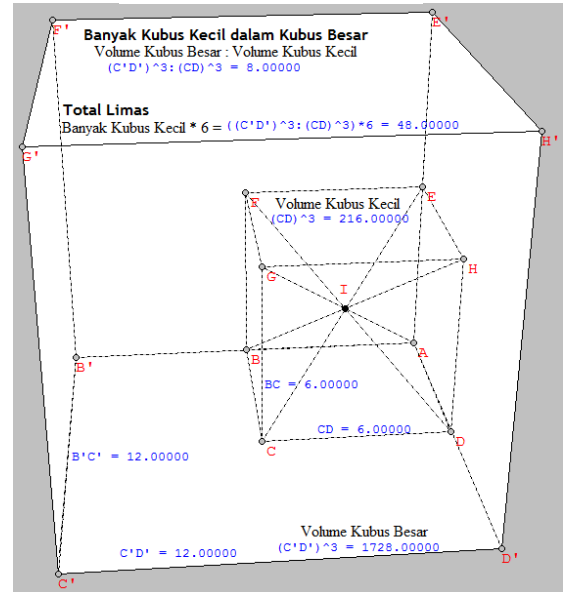 F'
E'
Banyak Kubus Kecil dalam Kubus Besar
Volume Kubus Besar : Volume Kubus Kecil
(C'D')^3:(CD)^3 = 8.00000
Total Limas
Banyak Kubus Kecil * 6 = ((C'D')^3:(CD)^3)*6 = 48.00000
H'
G'
F
Volume Kubus Kecil
E
(CD)^3 = 216.00000
G
H
I
B
A
B'
BC = 6.00000
CD = 6.00000
D
C
B'C' = 12.00000
Volume Kubus Besar
C'D' = 12.00000
(C'D')^3 = 1728.00000
D'
C'